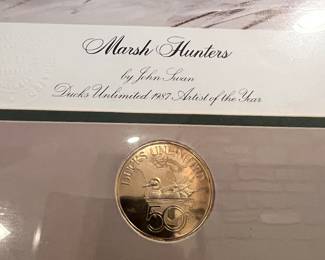 Marsh Hunters
by John Swan
Ducks Unlimited 1987 Artist of the Year
DUCKS UNLIMITED
50